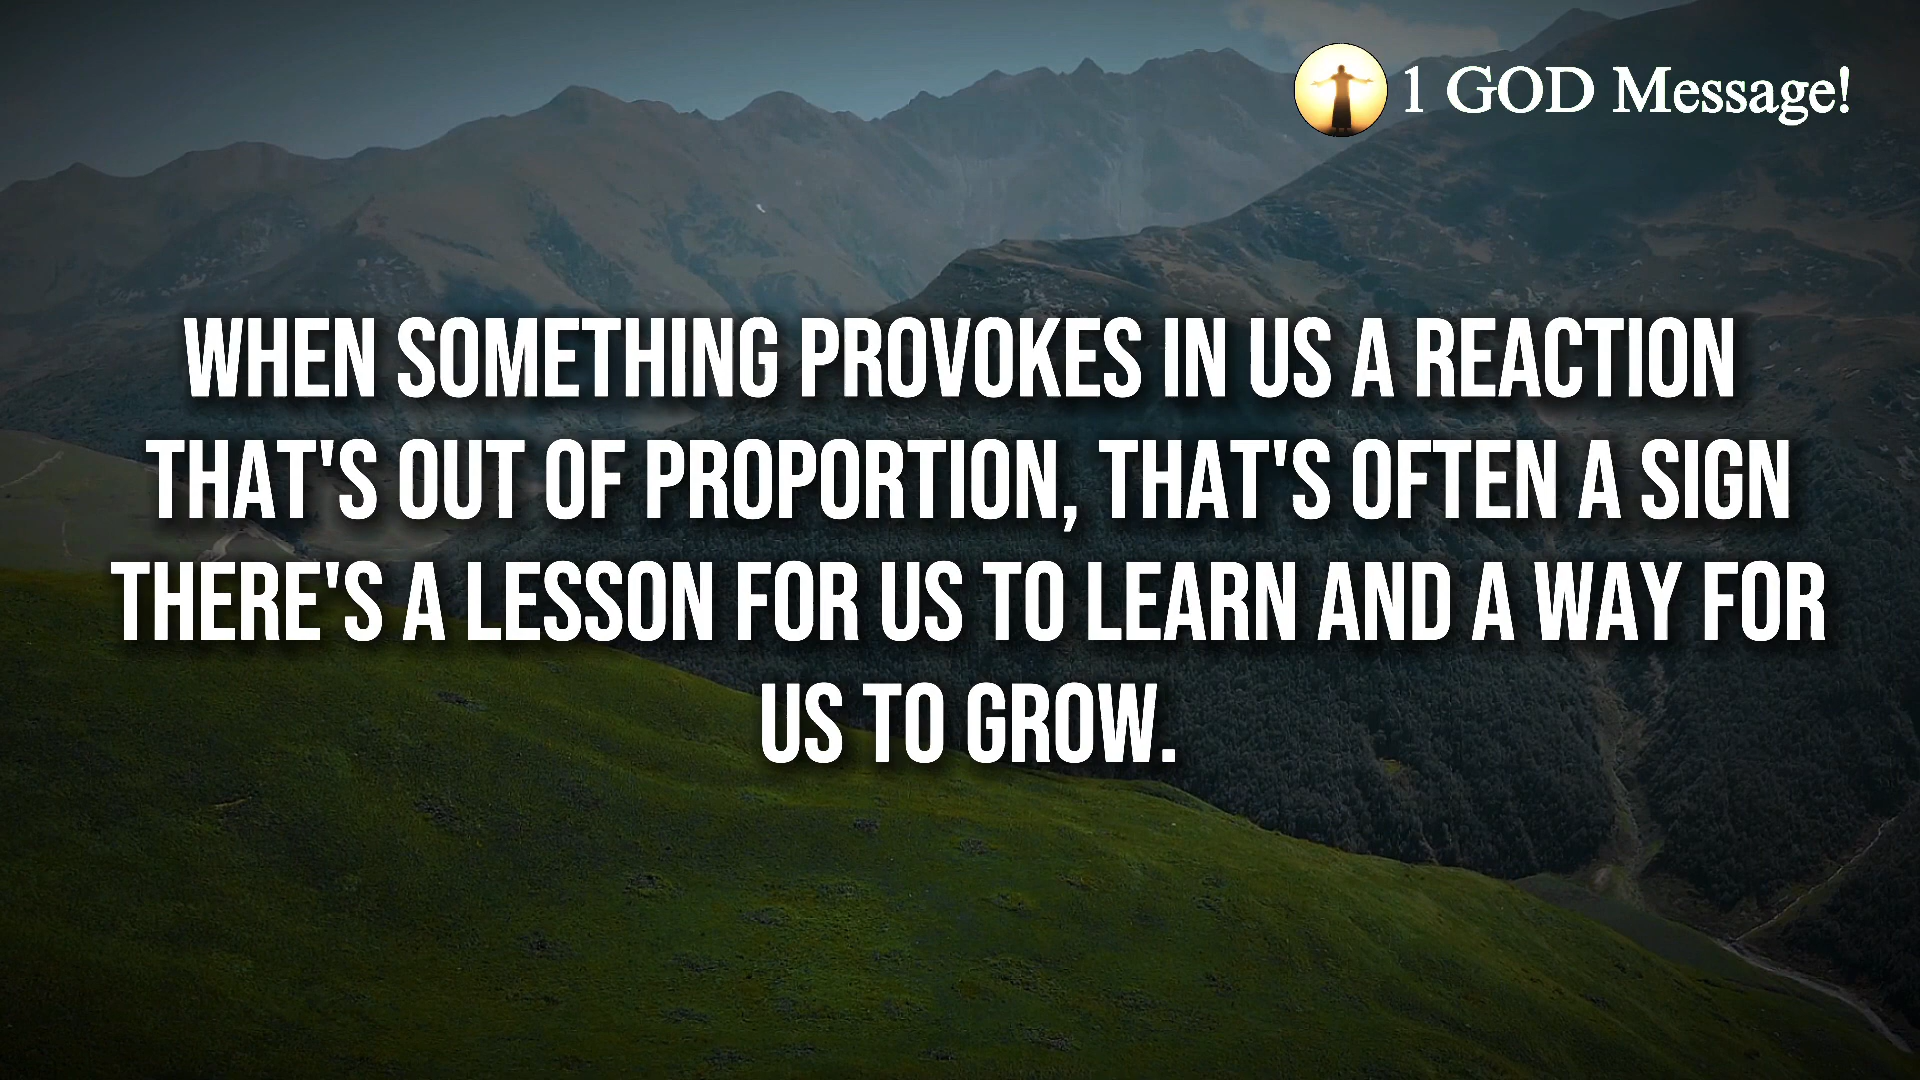 1 GOD Message!
WHEN SOMETHING PROVOKES IN US A REACTION
THAT'S OUT OF PROPORTION, THAT'S OFTEN A SIGN
THERE'S A LESSON FOR US TO LEARN AND A WAY FOR
US TO GROW.